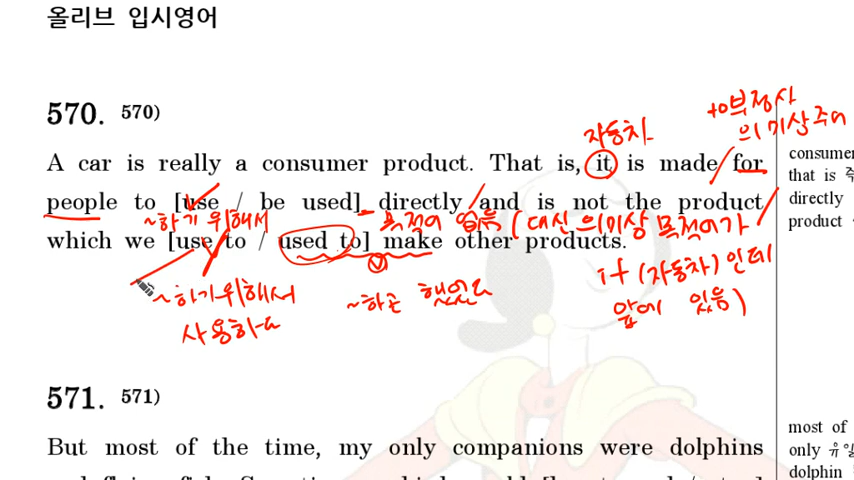 올리브 입시영어
570. 570)
+o부정사
의 의미상 주어
자동차
A car is really a consumer product. That is, it is made for
people to [use / be used] directly and is not the product
~하기 위해서
목적어 없음 (대신 의미상 목적어가
which we [use to / used to] make other products.
it (자동차) 인데
앞에 있음)
~하기 위해서
사용하다
~하곤 했었다
consumer
that is 즉
directly
product
571. 571)
But most of the time, my only companions were dolphins
most of
only 유일
dolphin